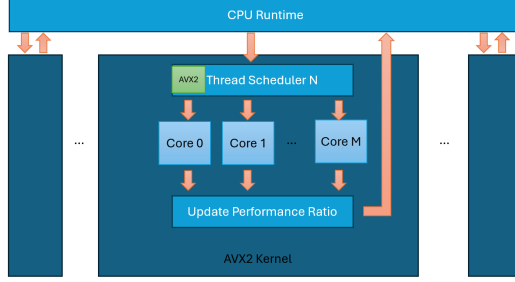 CPU Runtime
AVX2 Thread Scheduler N
... Core 0 Core 1 ... Core M ...
Update Performance Ratio
AVX2 Kernel